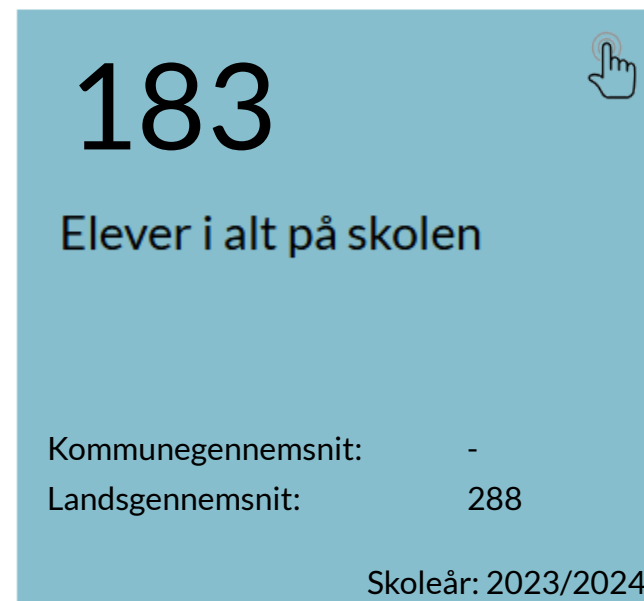 183
Elever i alt på skolen
Kommunegennemsnit: -
Landsgennemsnit: 288
Skoleår: 2023/2024